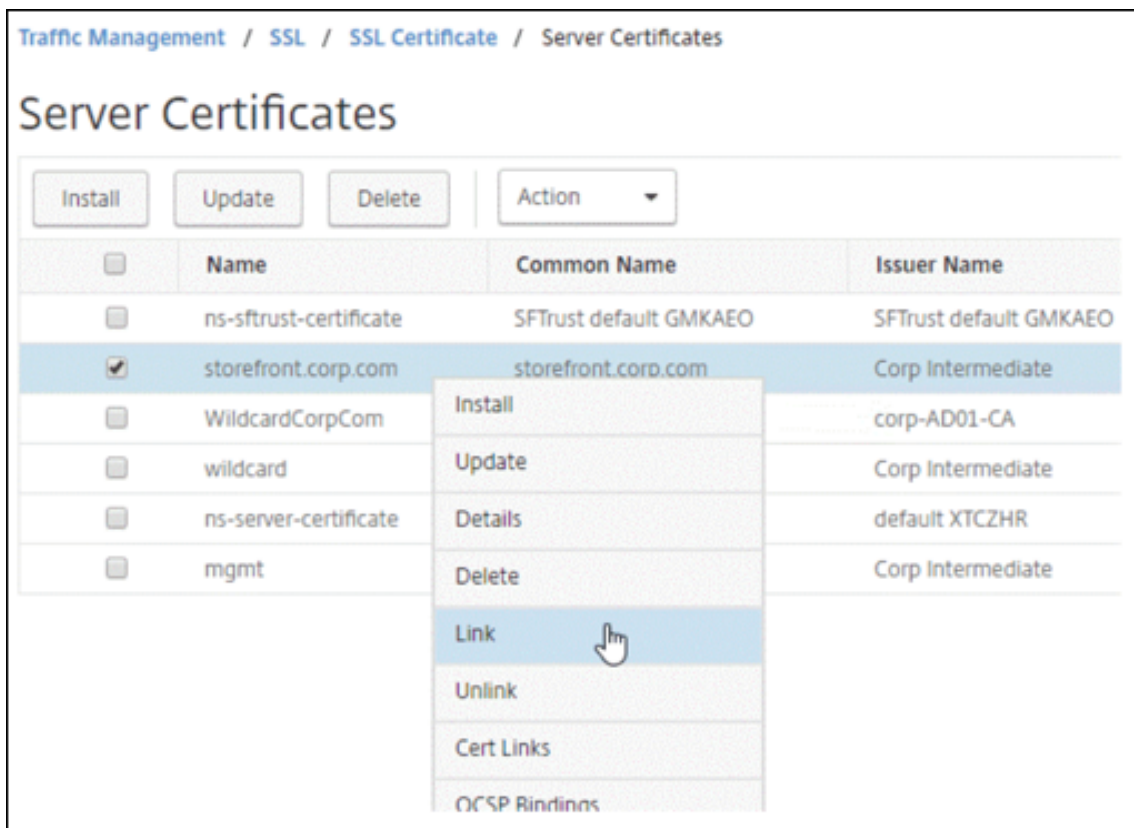 Traffic Management / SSL / SSL Certificate / Server Certificates
Server Certificates
Install Update Delete Action
Name Common Name Issuer Name
ns-sftrust-certificate SFTrust default GMKAEO SFTrust default GMKAEO
storefront.corp.com storefront.corp.com Corp Intermediate
Install
WildcardCorpCom corp-AD01-CA
Update
wildcard Corp Intermediate
ns-server-certificate Details default XTCZHR
mgmt Delete Corp Intermediate
Link
Unlink
Cert Links
OCSP Bindings